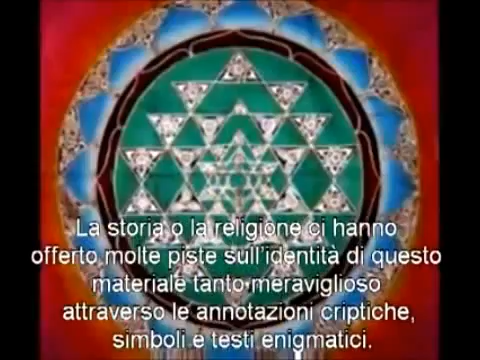 La storia o la religione ci hanno
offerto molte piste sull'identità di questo
materiale tanto meraviglioso
attraverso le annotazioni criptiche,
simboli e testi enigmatici.